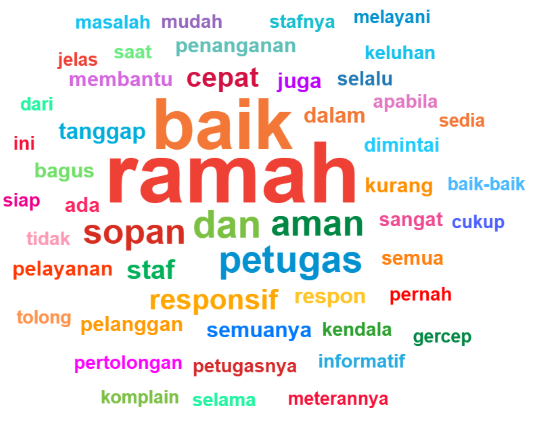 masalah mudah stafnya melayani
jelas saat penanganan keluhan
membantu cepat juga selalu
dari baik dalam apabila
ini tanggap sedia
dimintai
bagus ramah kurang baik-baik
siap ada
sopan dan aman sangat cukup
tidak
pelayanan staf petugas semua
responsif respon pernah
tolong pelanggan semuanya kendala gercep
pertolongan petugasnya informatif
komplain selama meterannya